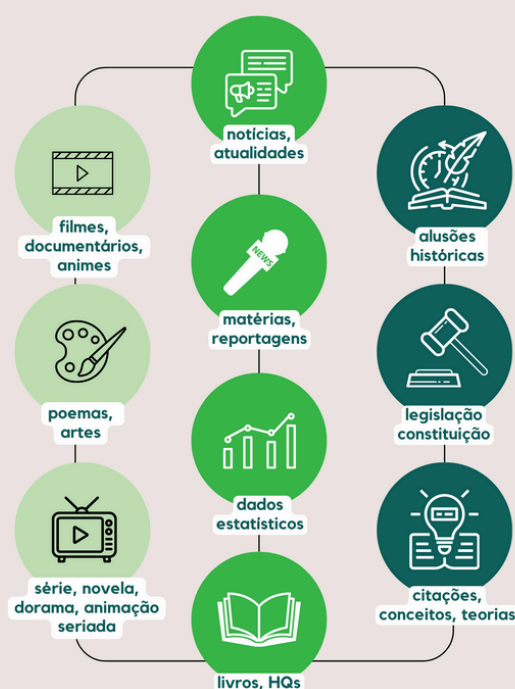 notícias,
atualidades
filmes,
documentários,
animes
alusões
históricas
NEWS
matérias,
reportagens
poemas,
artes
legislação
constituição
dados
estatísticos
série, novela,
dorama, animação
seriada
citações,
conceitos, teorias
livros, HQs